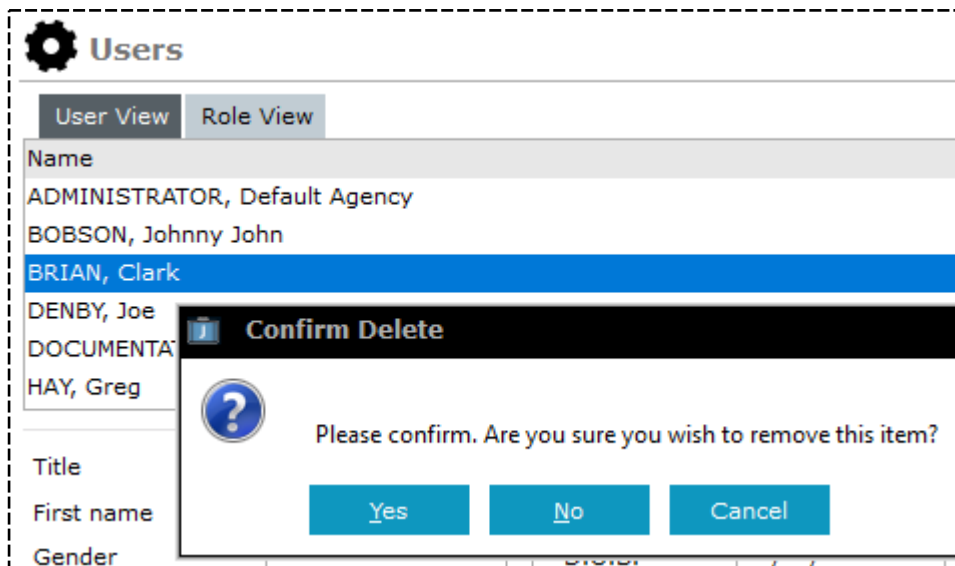 Users
User View Role View
Name
ADMINISTRATOR, Default Agency
BOBSON, Johnny John
BRIAN, Clark
DENBY, Joe
DOCUMENTAT
HAY, Greg
J Confirm Delete
Please confirm. Are you sure you wish to remove this item?
Yes No Cancel
Title
First name
Gender